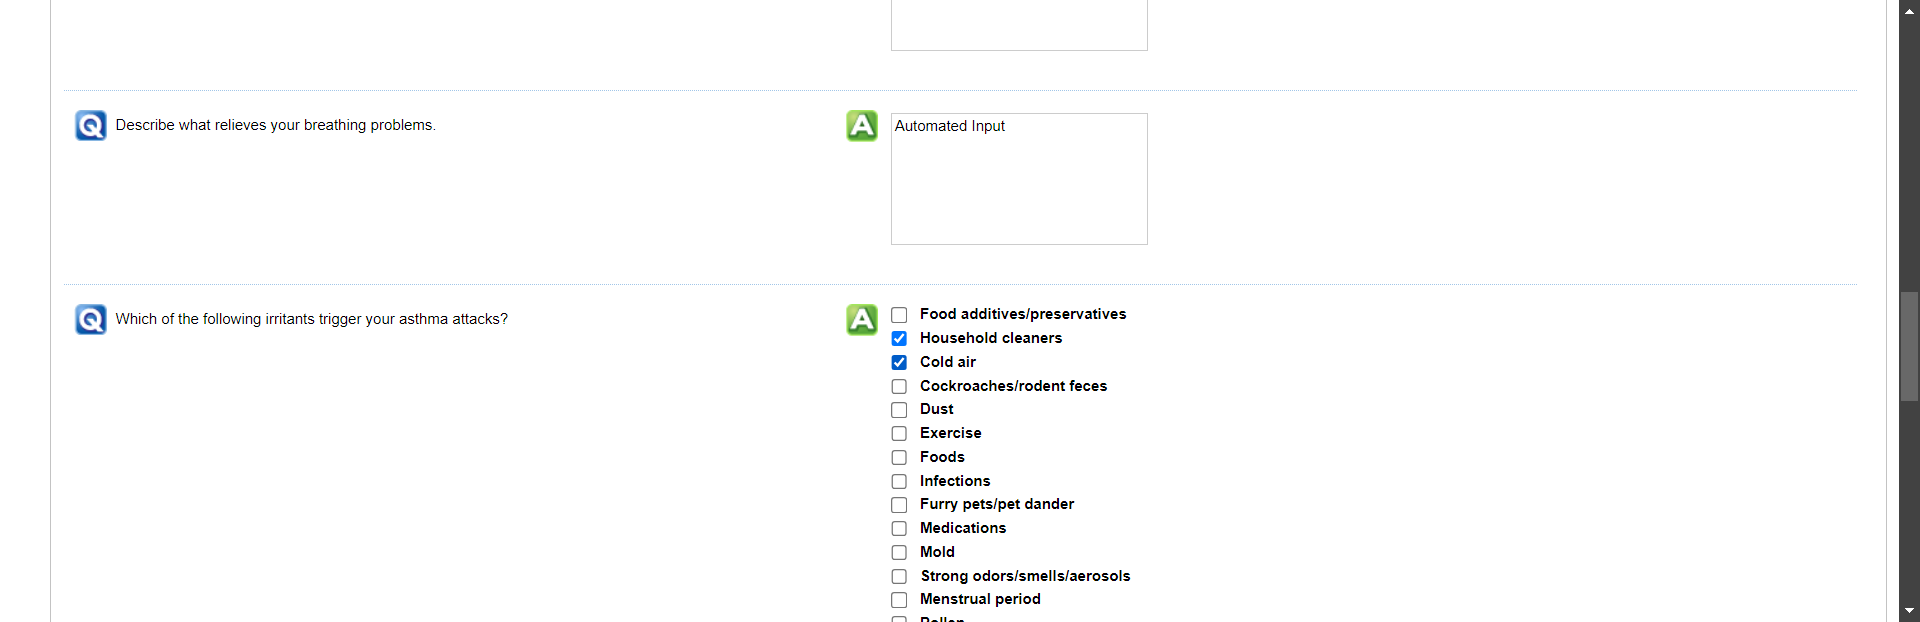 Q Describe what relieves your breathing problems.
A Automated Input
Q Which of the following irritants trigger your asthma attacks?
A Food additives/preservatives
Household cleaners
Cold air
Cockroaches/rodent feces
Dust
Exercise
Foods
Infections
Furry pets/pet dander
Medications
Mold
Strong odors/smells/aerosols
Menstrual period